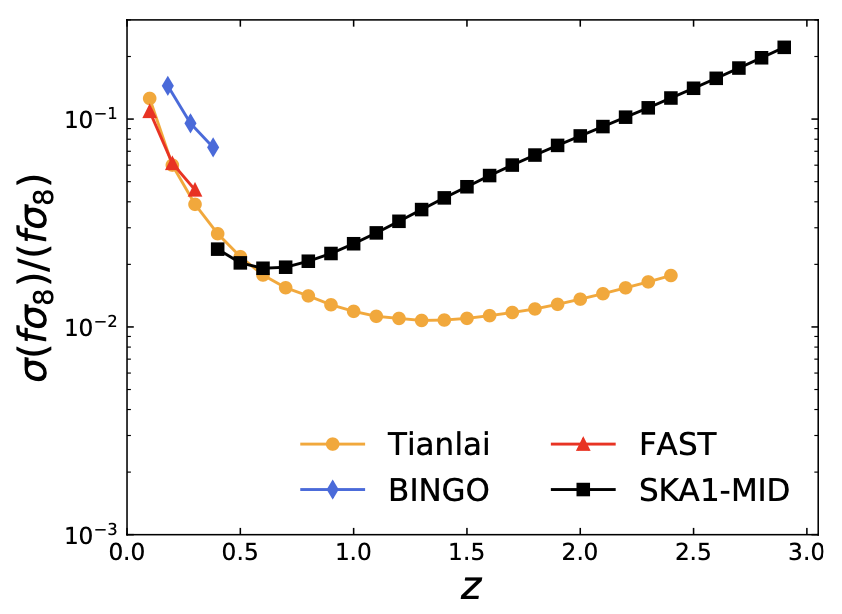 σ(fσ₈)/(fσ₈)
10⁻¹
10⁻²
10⁻³
Tianlai
FAST
BINGO
SKA1-MID
0.0 0.5 1.0 1.5 2.0 2.5 3.0
z